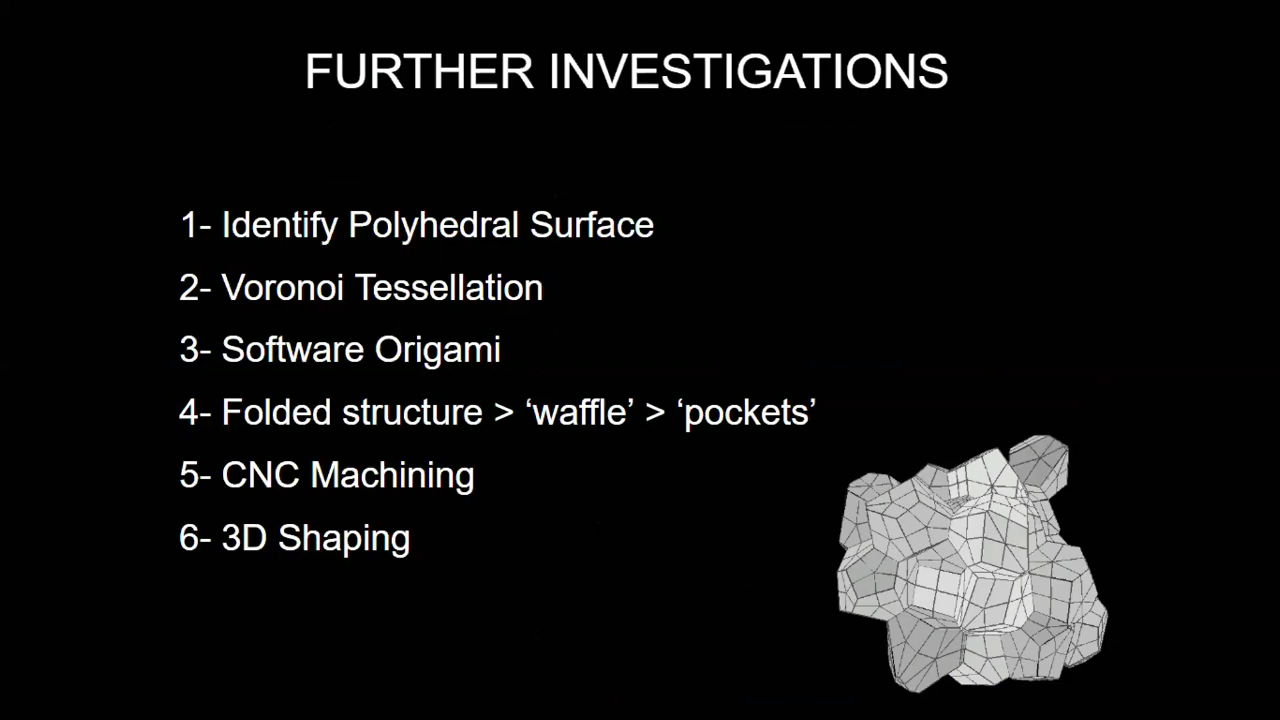 FURTHER INVESTIGATIONS
1- Identify Polyhedral Surface
2- Voronoi Tessellation
3- Software Origami
4- Folded structure > ‘waffle’ > ‘pockets’
5- CNC Machining
6- 3D Shaping